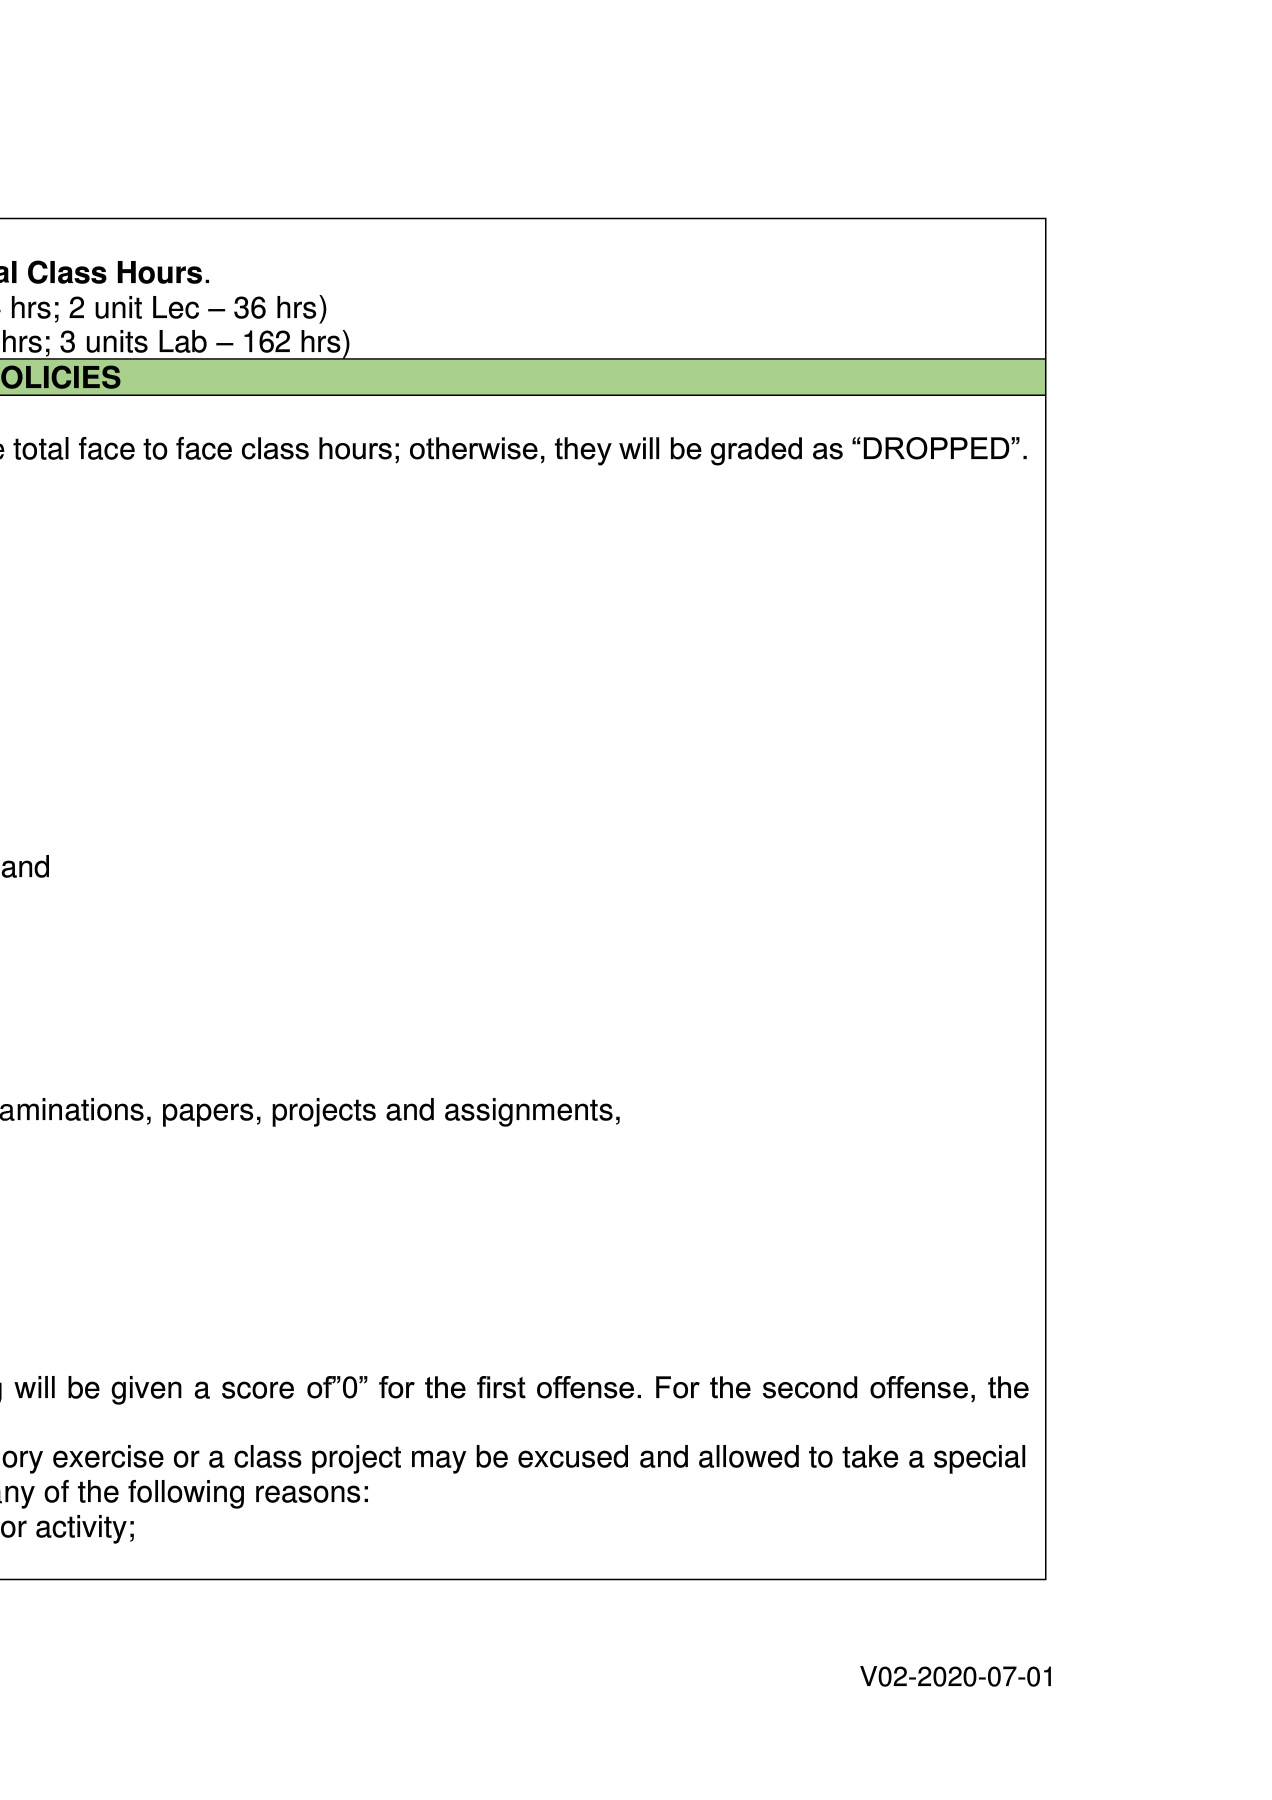 al Class Hours.
hrs; 2 unit Lec – 36 hrs)
hrs; 3 units Lab – 162 hrs)
OLICIES
e total face to face class hours; otherwise, they will be graded as “DROPPED”.
and
aminations, papers, projects and assignments,
g will be given a score of”0” for the first offense. For the second offense, the
ory exercise or a class project may be excused and allowed to take a special
any of the following reasons:
or activity;
V02-2020-07-01